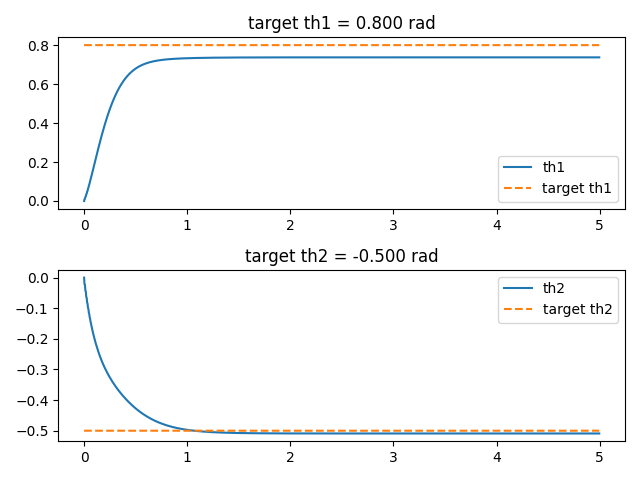 target th1 = 0.800 rad
0.8
0.6
0.4
0.2
0.0
th1
target th1
0 1 2 3 4 5
target th2 = -0.500 rad
0.0
−0.1
−0.2
−0.3
−0.4
−0.5
th2
target th2
0 1 2 3 4 5